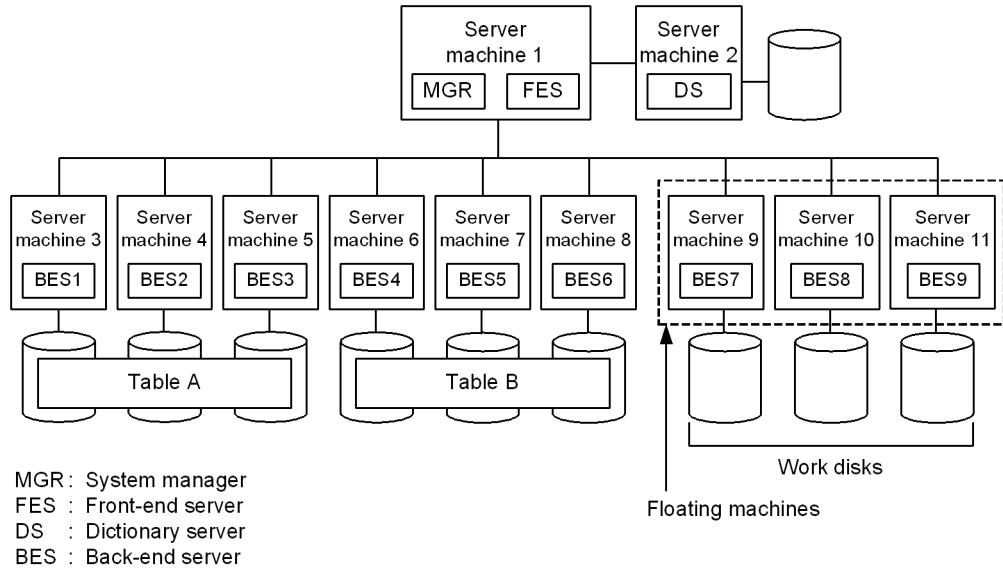 Server
machine 1
MGR
FES
Server
machine 2
DS
Server
machine 3
BES1
Server
machine 4
BES2
Server
machine 5
BES3
Server
machine 6
BES4
Server
machine 7
BES5
Server
machine 8
BES6
Server
machine 9
BES7
Server
machine 10
BES8
Server
machine 11
BES9
Table A
Table B
Work disks
Floating machines
MGR : System manager
FES : Front-end server
DS : Dictionary server
BES : Back-end server